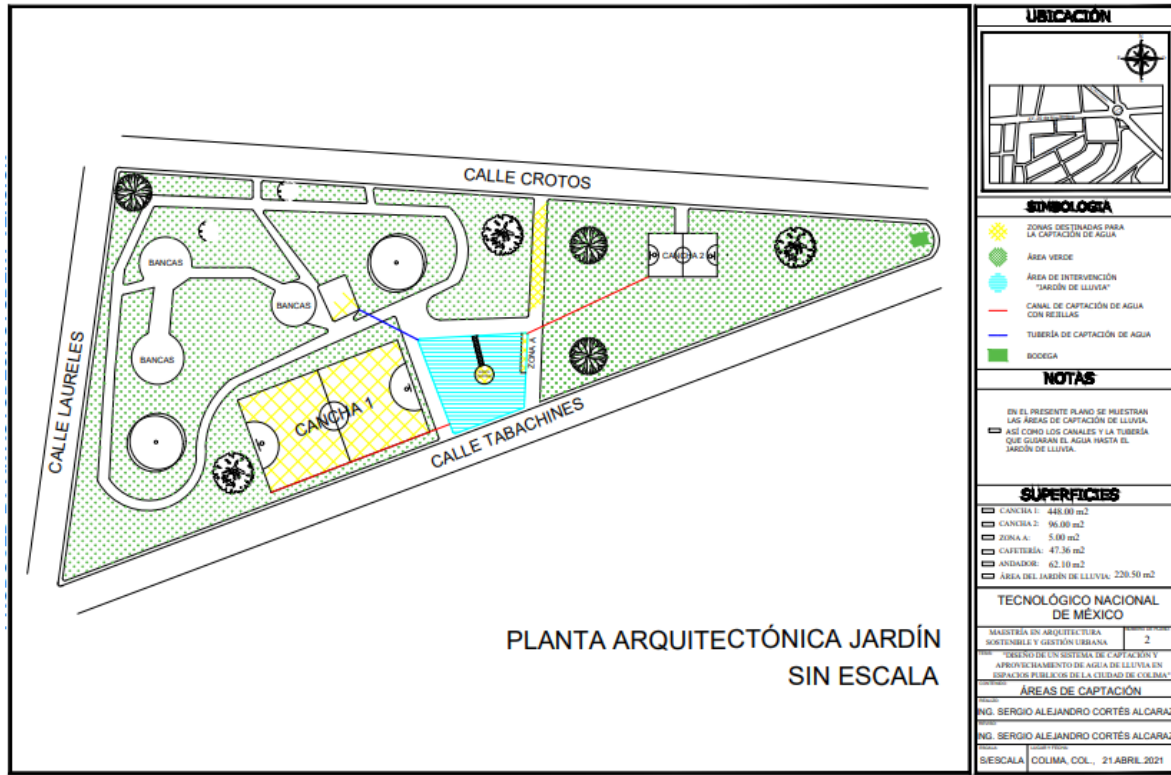 CALLE CROTOS
CALLE LAURELES
BANCAS
BANCAS
BANCAS
CANCHA 2
ZONA A
CANCHA 1
CALLE TABACHINES
PLANTA ARQUITECTÓNICA JARDÍN
SIN ESCALA
UBICACIÓN
SIMBOLOGIA
ZONAS DESTINADAS PARA
LA CAPTACIÓN DE AGUA
ÁREA VERDE
ÁREA DE INTERVENCIÓN
"JARDÍN DE LLUVIA"
CANAL DE CAPTACIÓN DE AGUA
CON REJILLAS
TUBERÍA DE CAPTACIÓN DE AGUA
BODEGA
NOTAS
EN EL PRESENTE PLANO SE MUESTRAN
LAS ÁREAS DE CAPTACIÓN DE LLUVIA.
ASÍ COMO LOS CANALES Y LA TUBERÍA
QUE GUIARAN EL AGUA HASTA EL
JARDÍN DE LLUVIA.
SUPERFICIES
CANCHA 1: 448.00 m2
CANCHA 2: 96.00 m2
ZONA A: 5.00 m2
CAFETERÍA: 47.36 m2
ANDADOR: 62.10 m2
ÁREA DEL JARDÍN DE LLUVIA: 220.50 m2
TECNOLÓGICO NACIONAL
DE MÉXICO
MAESTRÍA EN ARQUITECTURA
SOSTENIBLE Y GESTIÓN URBANA
2
"DISEÑO DE UN SISTEMA DE CAPTACIÓN Y
APROVECHAMIENTO DE AGUA DE LLUVIA EN
ESPACIOS PUBLICOS DE LA CIUDAD DE COLIMA"
ÁREAS DE CAPTACIÓN
ING. SERGIO ALEJANDRO CORTÉS ALCARAZ
ING. SERGIO ALEJANDRO CORTÉS ALCARAZ
S/ESCALA
COLIMA, COL., 21.ABRIL.2021